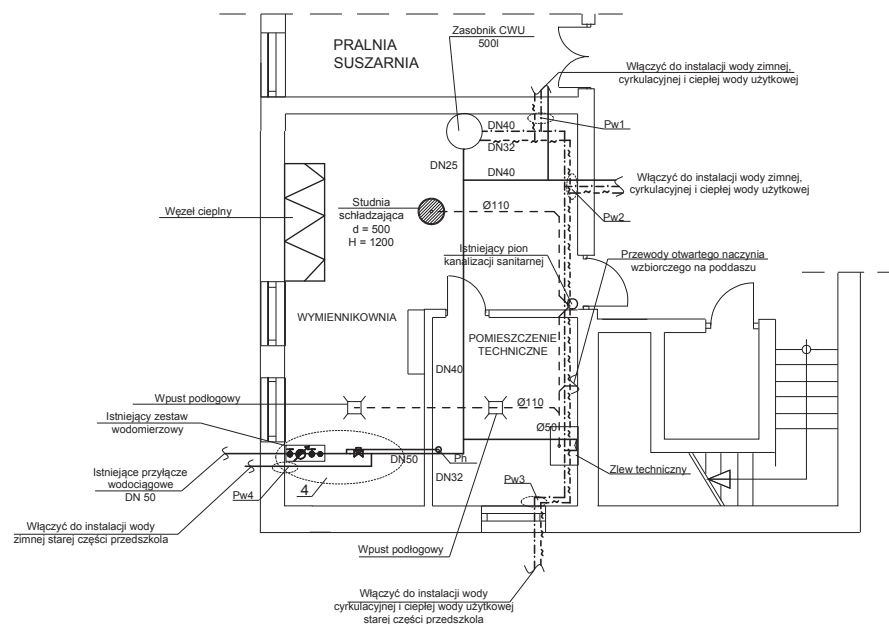 Zasobnik CWU
500l
PRALNIA
SUSZARNIA
Włączyć do instalacji wody zimnej,
cyrkulacyjnej i ciepłej wody użytkowej
DN40
Pw1
DN32
DN25
DN40
Włączyć do instalacji wody zimnej,
cyrkulacyjnej i ciepłej wody użytkowej
Węzeł cieplny
Studnia
schładzająca
d = 500
H = 1200
Ø110
Pw2
Istniejący pion
kanalizacji sanitarnej
Przewody otwartego naczynia
wzbiorczego na poddaszu
WYMIENNIKOWNIA
POMIESZCZENIE
TECHNICZNE
DN40
Wpust podłogowy
Ø110
Istniejący zestaw
wodomierzowy
Ø50
Istniejące przyłącze
wodociągowe
DN 50
DN50
Ph
Zlew techniczny
DN32
Pw4
4
Pw3
Włączyć do instalacji wody
zimnej starej części przedszkola
Wpust podłogowy
Włączyć do instalacji wody
cyrkulacyjnej i ciepłej wody użytkowej
starej części przedszkola